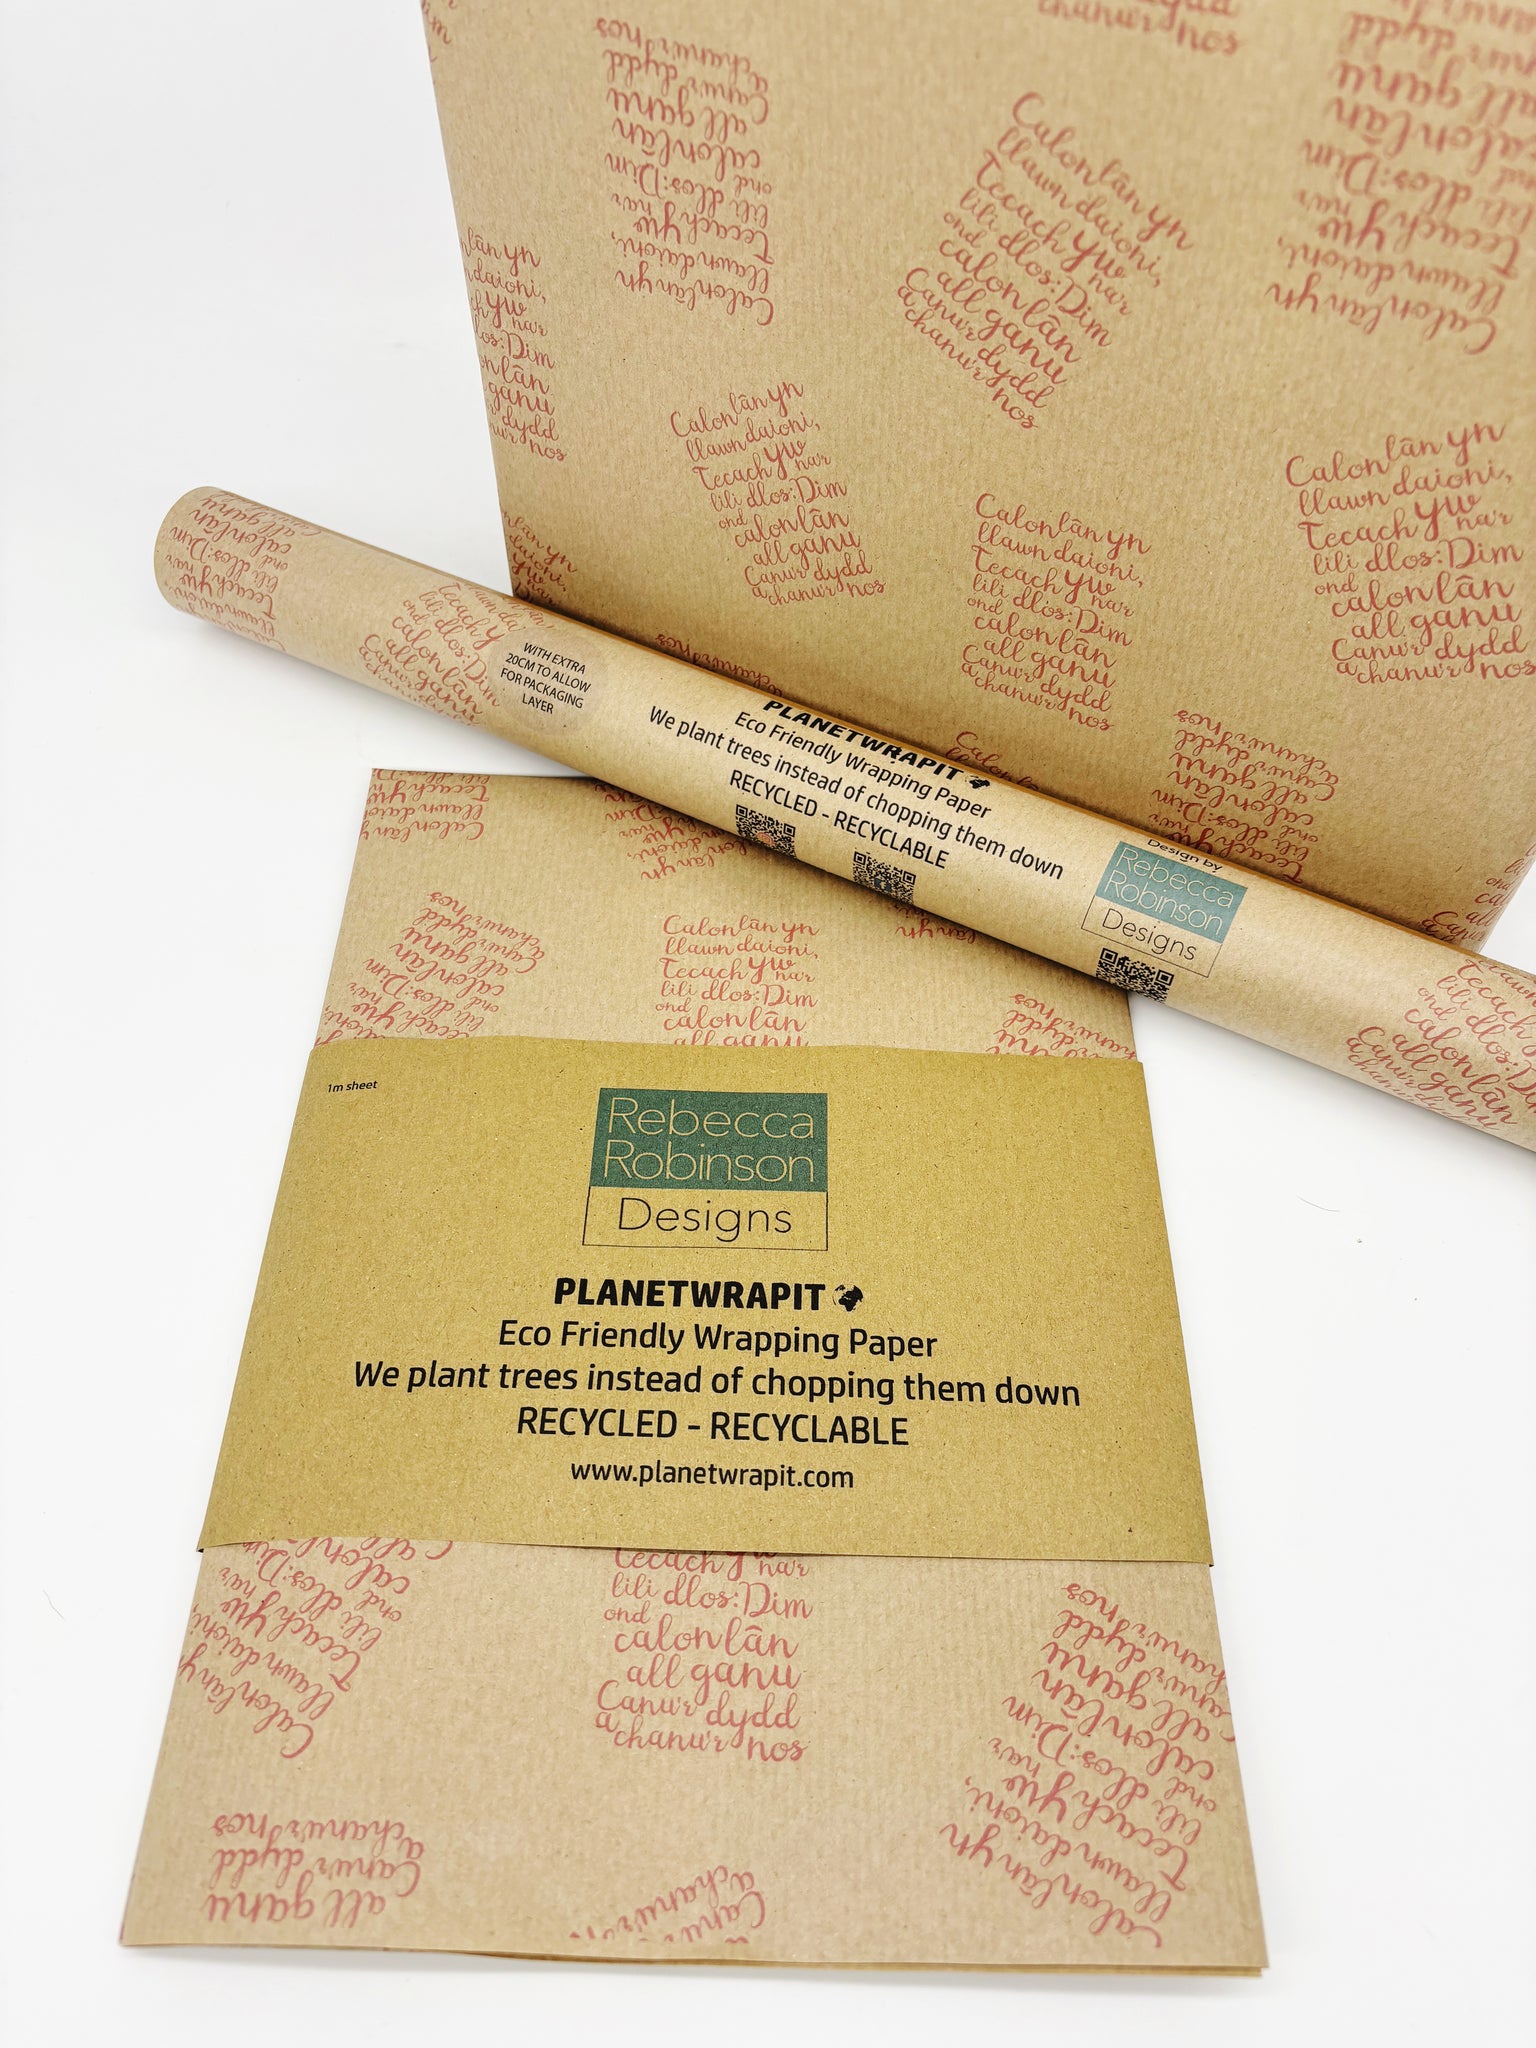 Calon lân yn
llawn daioni,
Tecach yw
na'r
lili dlos: Dim
ond
calon lân
all ganu
Canu'r dydd
a chanu'r nos
WITH EXTRA
20CM TO ALLOW
FOR PACKAGING
LAYER
PLANETWRAPIT
Eco Friendly Wrapping Paper
We plant trees instead of chopping them down
RECYCLED - RECYCLABLE
Design by
Rebecca
Robinson
Designs
1m sheet
Rebecca
Robinson
Designs
PLANETWRAPIT
Eco Friendly Wrapping Paper
We plant trees instead of chopping them down
RECYCLED - RECYCLABLE
www.planetwrapit.com